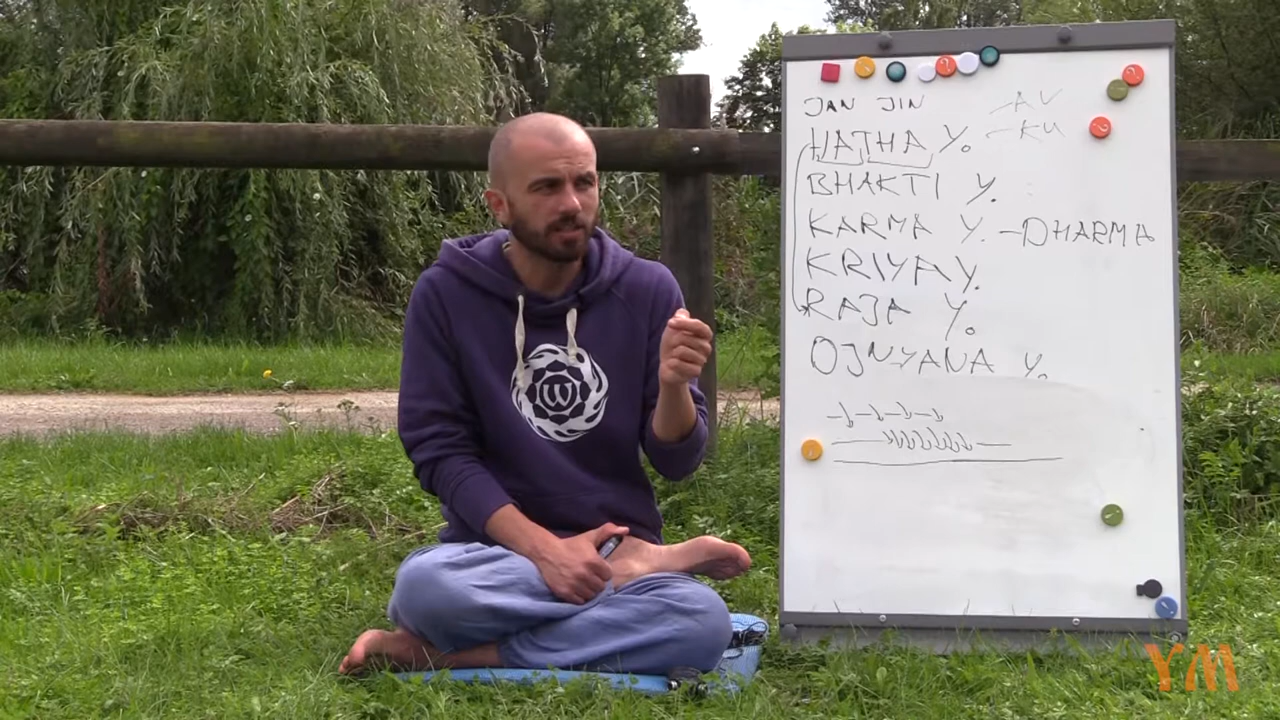 JAN JIN -AV
HATHA Y. -KU
BHAKTI Y.
KARMA Y. -DHARMA
KRIYA Y.
RAJA Y.
OJNYANA Y.
W
YM